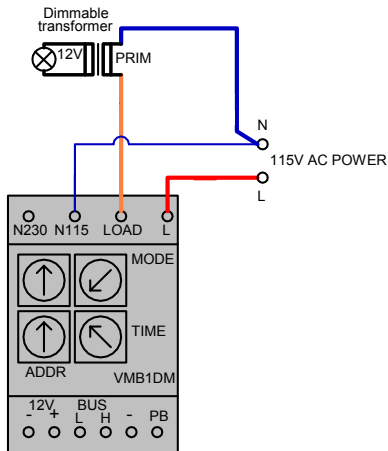 Dimmable
transformer
12V
PRIM
N
115V AC POWER
L
N230 N115 LOAD L
MODE
TIME
ADDR
VMB1DM
12V BUS
- + L H - PB